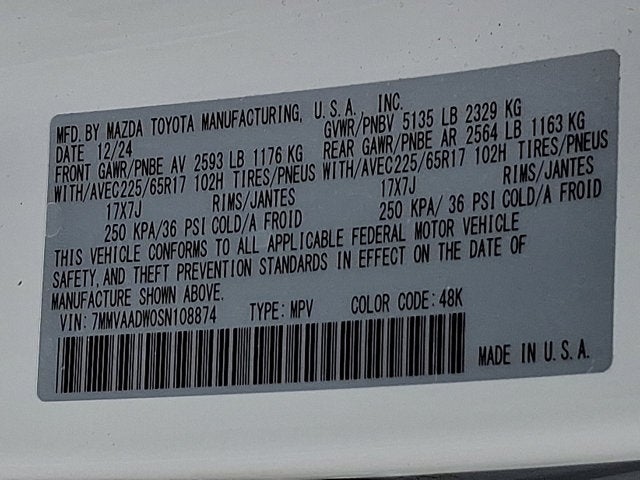 MFD. BY MAZDA TOYOTA MANUFACTURING, U.S.A., INC.
DATE 12/24 GVWR/PNBV 5135 LB 2329 KG
FRONT GAWR/PNBE AV 2593 LB 1176 KG REAR GAWR/PNBE AR 2564 LB 1163 KG
WITH/AVEC225/65R17 102H TIRES/PNEUS WITH/AVEC225/65R17 102H TIRES/PNEUS
17X7J RIMS/JANTES 17X7J RIMS/JANTES
250 KPA/36 PSI COLD/A FROID 250 KPA/ 36 PSI COLD/A FROID
THIS VEHICLE CONFORMS TO ALL APPLICABLE FEDERAL MOTOR VEHICLE
SAFETY, AND THEFT PREVENTION STANDARDS IN EFFECT ON THE DATE OF
MANUFACTURE SHOWN ABOVE.
VIN: 7MMVAADW0SN108874 TYPE: MPV COLOR CODE: 48K
MADE IN U.S.A.